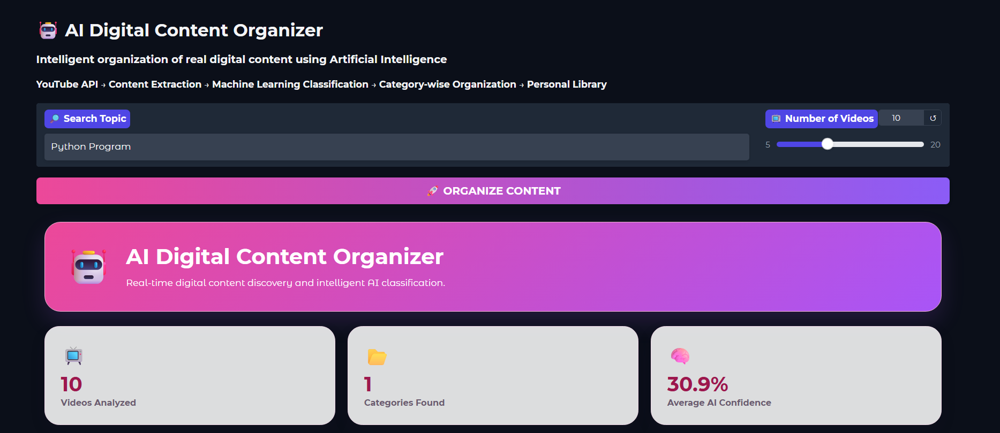 AI Digital Content Organizer
Intelligent organization of real digital content using Artificial Intelligence
YouTube API → Content Extraction → Machine Learning Classification → Category-wise Organization → Personal Library
Search Topic
Python Program
Number of Videos
10
↺
5
20
ORGANIZE CONTENT
AI Digital Content Organizer
Real-time digital content discovery and intelligent AI classification.
10
Videos Analyzed
1
Categories Found
30.9%
Average AI Confidence